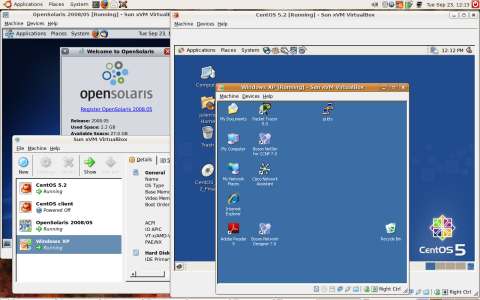 Applications Places System
Tue Sep 23, 12:13
OpenSolaris 2008/05 [Running] - Sun xVM VirtualBox
Machine Devices Help
Applications Places System
Tue Sep 23,
Welcome to OpenSolaris
opensolaris
Register OpenSolaris 2008.05
Release: 2008.05
Used Space: 2.2 GB
Available Space: 27.0 GB
Sun xVM VirtualBox
File Machine Help
New
Settings
Show
Discard
Details
CentOS 5.2
Running
CentOS client
Powered Off
OpenSolaris 2008/05
Running
Windows XP
Running
General
Name
OS Type
Base Mem
Video Mem
Boot Order
ACPI
IO APIC
VT-x/AMD-V
PAE/NX
Hard Disk
IDE Prima
CentOS 5.2 [Running] - Sun xVM VirtualBox
Machine Devices Help
Applications Places System
12:12 PM
Computer
Home
Trash
CentOS
Windows XP [Running] - Sun xVM VirtualBox
Machine Devices Help
My Documents
Packet Tracer
5.0
putty
My Computer
Boson NetSim
for CCNP 7.0
My Network
Places
Cisco Network
Assistant
Internet
Explorer
Adobe Reader
9
Boson Network
Designer 7.0
Recycle Bin
Right Ctrl
CentOS 5
Right Ctrl